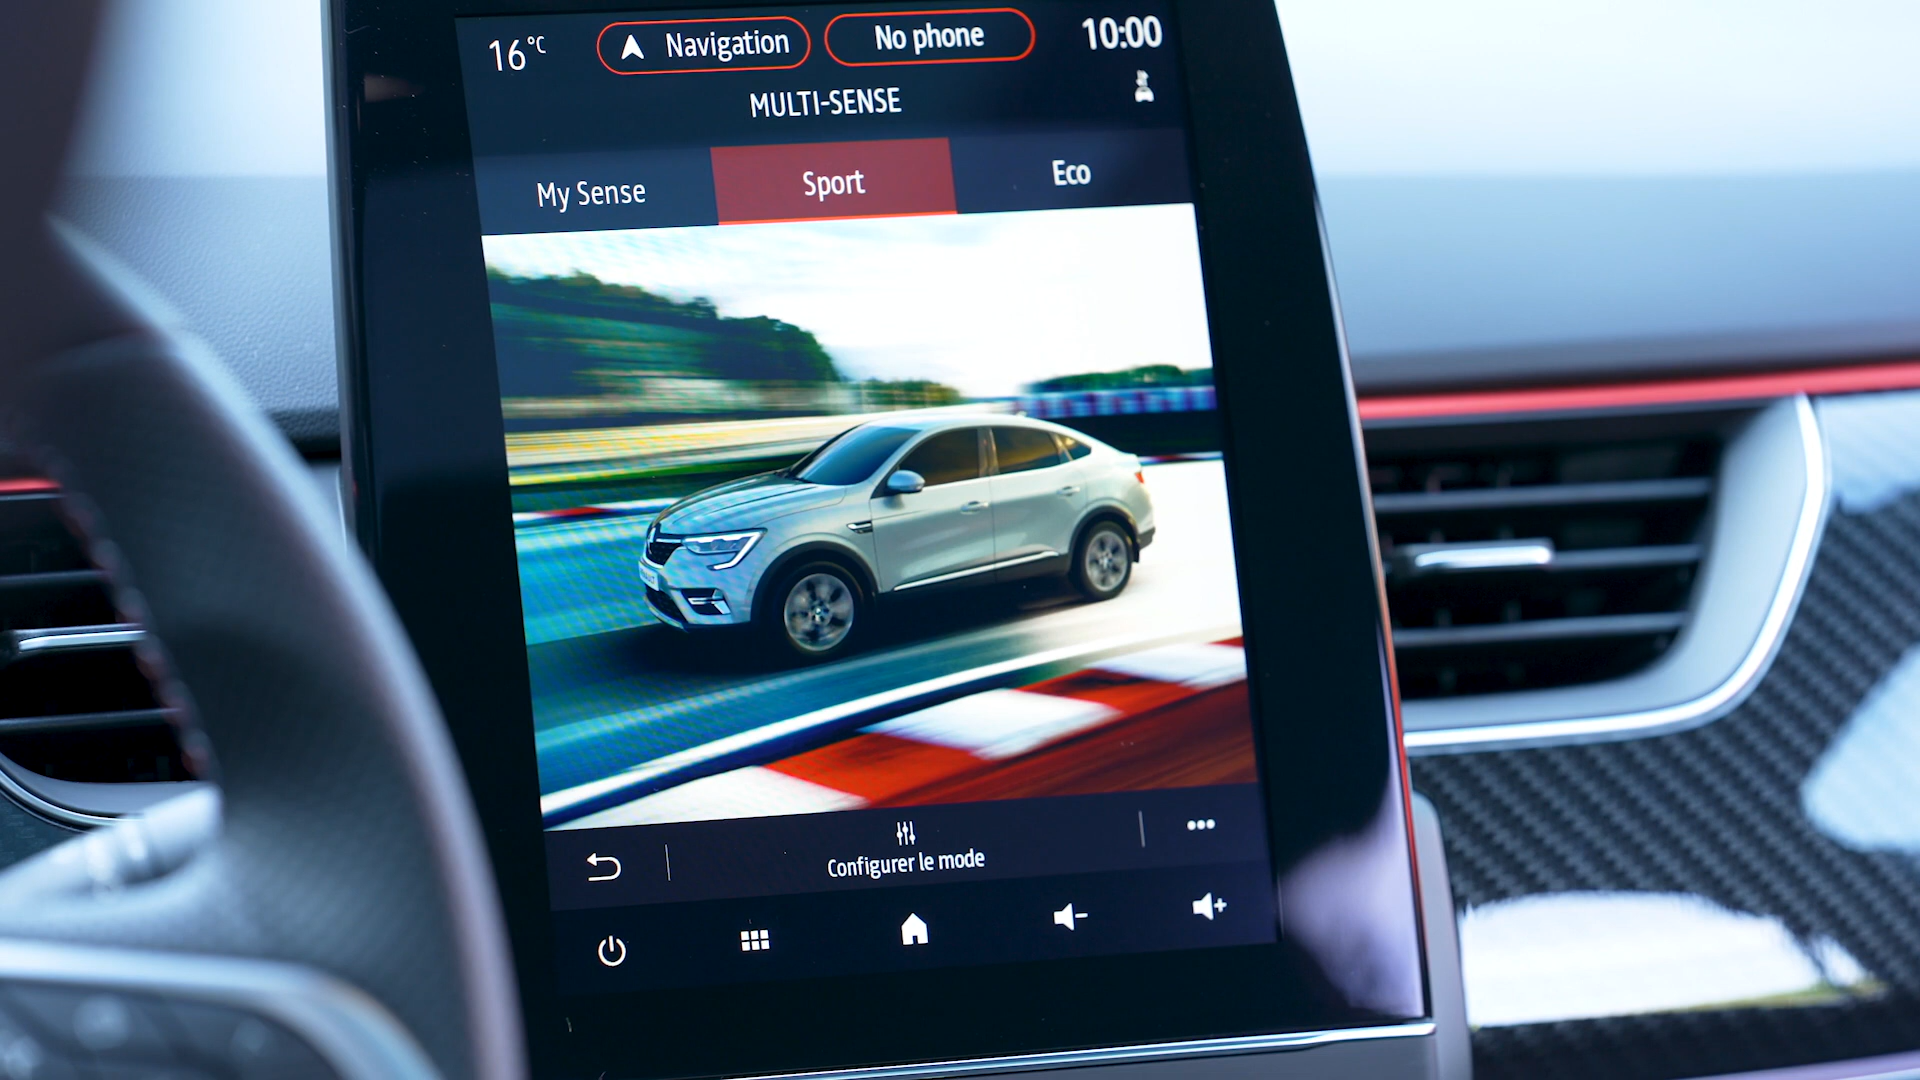 16°C Navigation No phone 10:00
MULTI-SENSE
My Sense Sport Eco
Configurer le mode